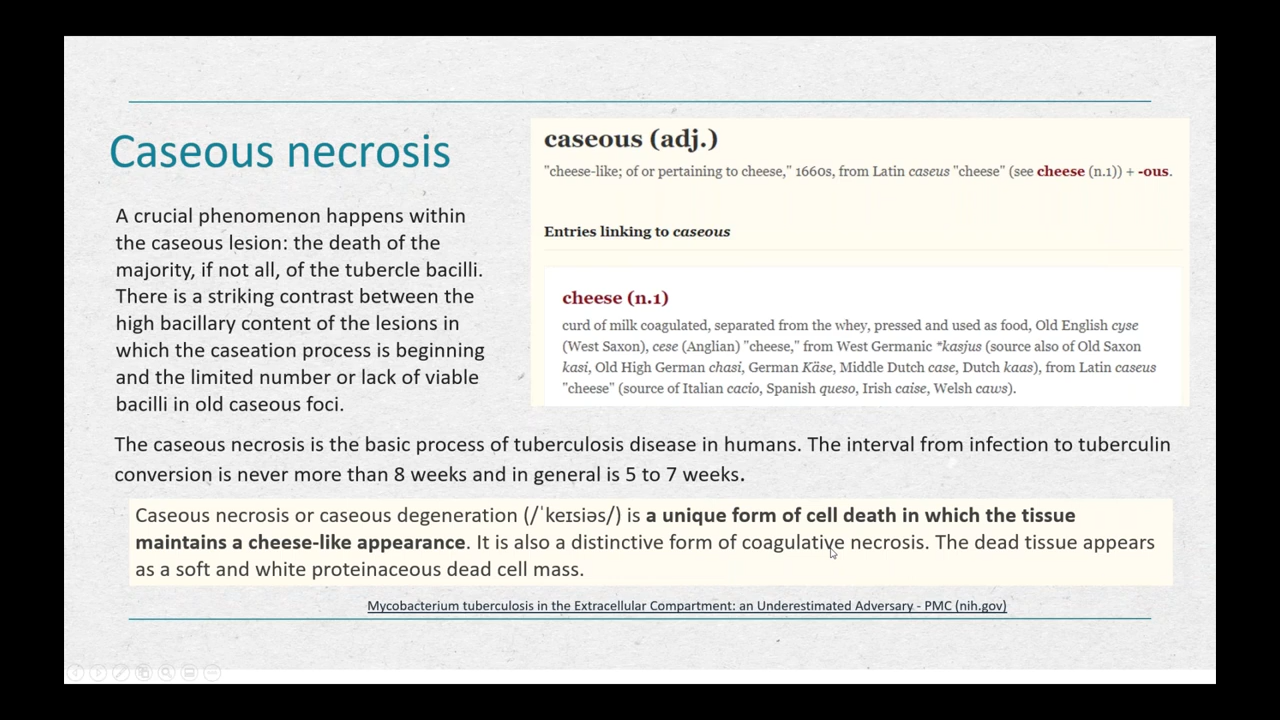 Caseous necrosis
A crucial phenomenon happens within
the caseous lesion: the death of the
majority, if not all, of the tubercle bacilli.
There is a striking contrast between the
high bacillary content of the lesions in
which the caseation process is beginning
and the limited number or lack of viable
bacilli in old caseous foci.
caseous (adj.)
"cheese-like; of or pertaining to cheese," 1660s, from Latin caseus "cheese" (see cheese (n.1)) + -ous.
Entries linking to caseous
cheese (n.1)
curd of milk coagulated, separated from the whey, pressed and used as food, Old English cyse
(West Saxon), cese (Anglian) "cheese," from West Germanic *kasjus (source also of Old Saxon
kasi, Old High German chasi, German Käse, Middle Dutch case, Dutch kaas), from Latin caseus
"cheese" (source of Italian cacio, Spanish queso, Irish caise, Welsh caws).
The caseous necrosis is the basic process of tuberculosis disease in humans. The interval from infection to tuberculin
conversion is never more than 8 weeks and in general is 5 to 7 weeks.
Caseous necrosis or caseous degeneration (/ˈkeɪsiəs/) is a unique form of cell death in which the tissue
maintains a cheese-like appearance. It is also a distinctive form of coagulative necrosis. The dead tissue appears
as a soft and white proteinaceous dead cell mass.
Mycobacterium tuberculosis in the Extracellular Compartment: an Underestimated Adversary - PMC (nih.gov)